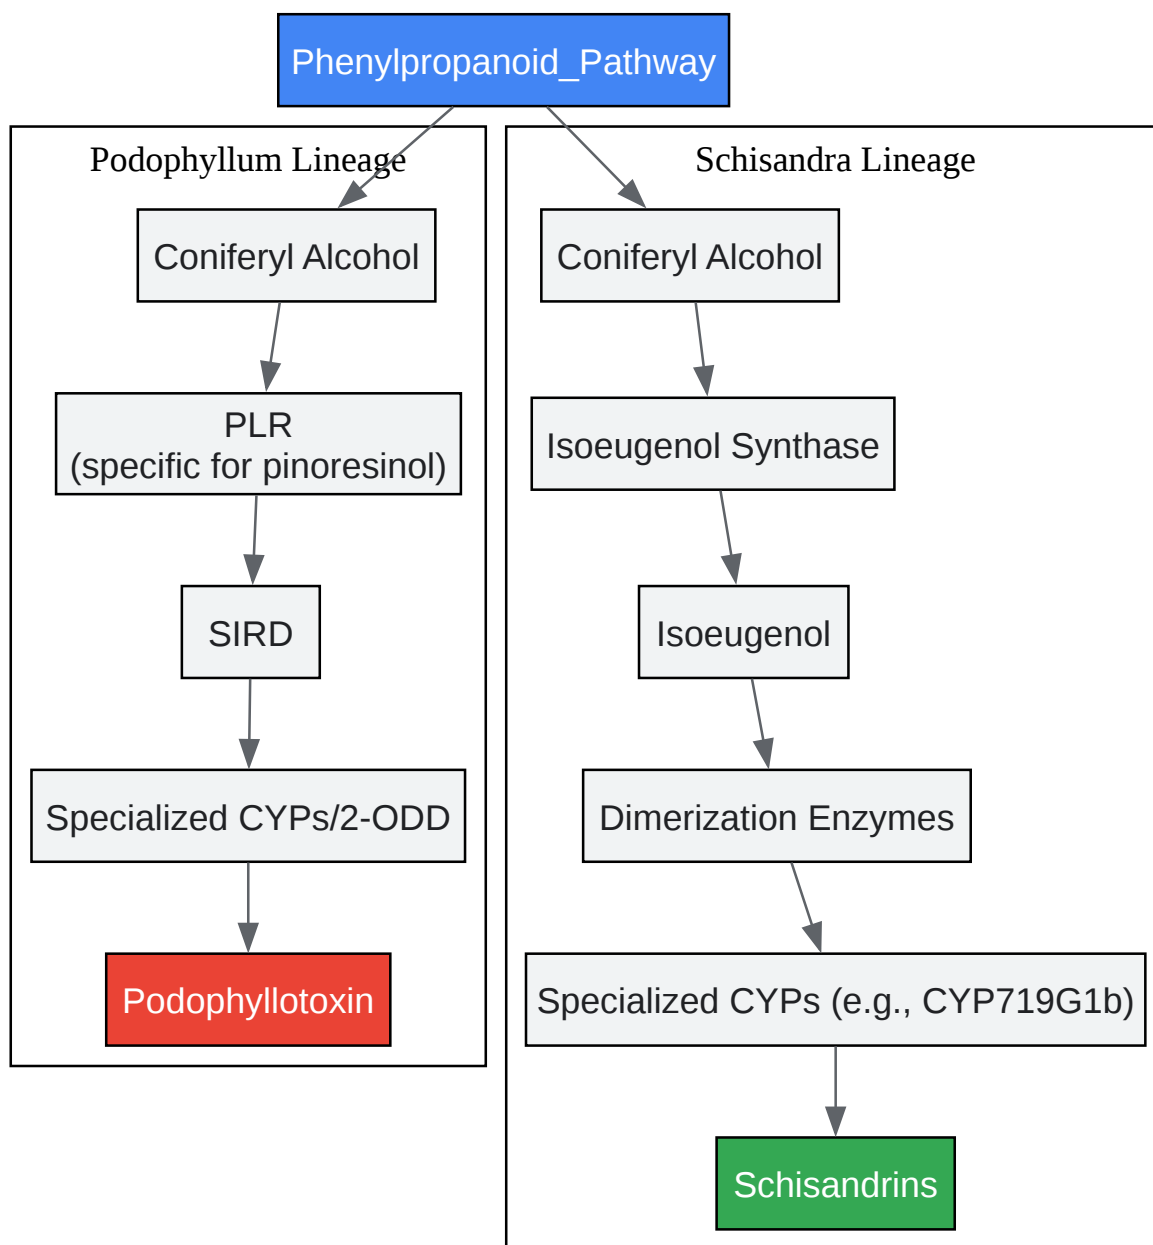 Phenylpropanoid_Pathway
Podophyllum Lineage
Coniferyl Alcohol
PLR
(specific for pinoresinol)
SIRD
Specialized CYPs/2-ODD
Podophyllotoxin
Schisandra Lineage
Coniferyl Alcohol
Isoeugenol Synthase
Isoeugenol
Dimerization Enzymes
Specialized CYPs (e.g., CYP719G1b)
Schisandrins